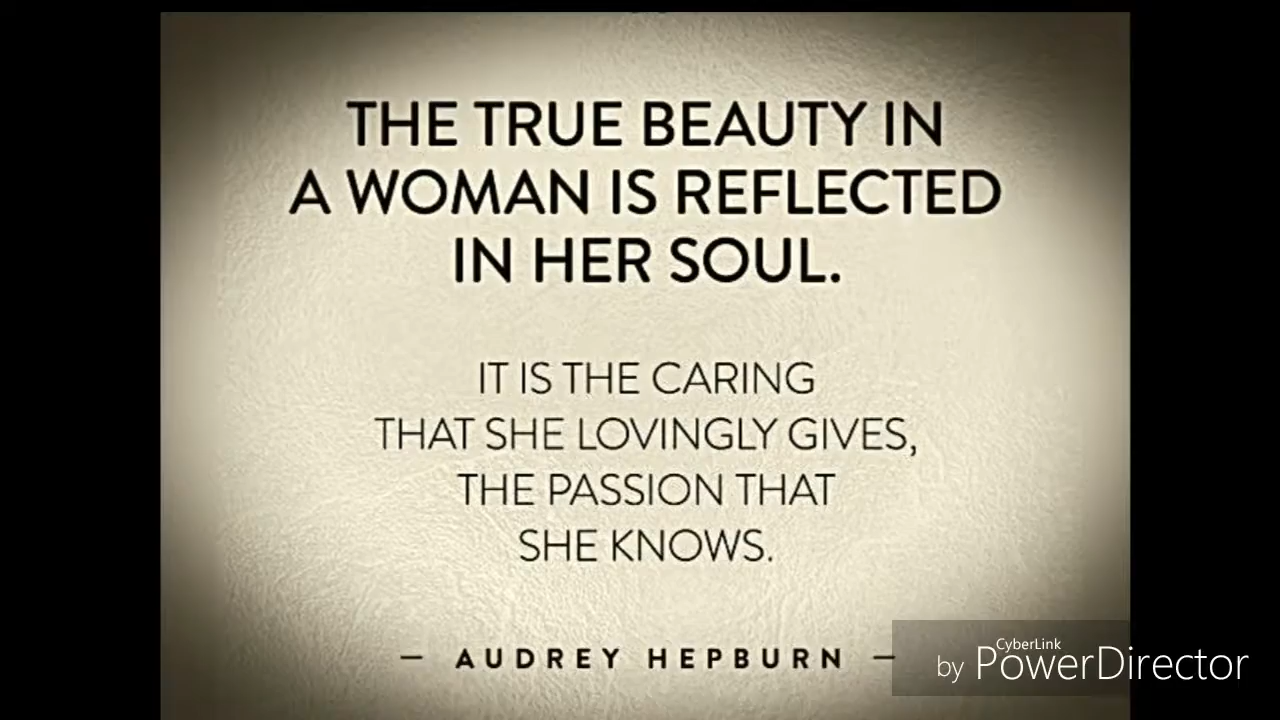 THE TRUE BEAUTY IN
A WOMAN IS REFLECTED
IN HER SOUL.
IT IS THE CARING
THAT SHE LOVINGLY GIVES,
THE PASSION THAT
SHE KNOWS.
— AUDREY HEPBURN —
CyberLink
by PowerDirector